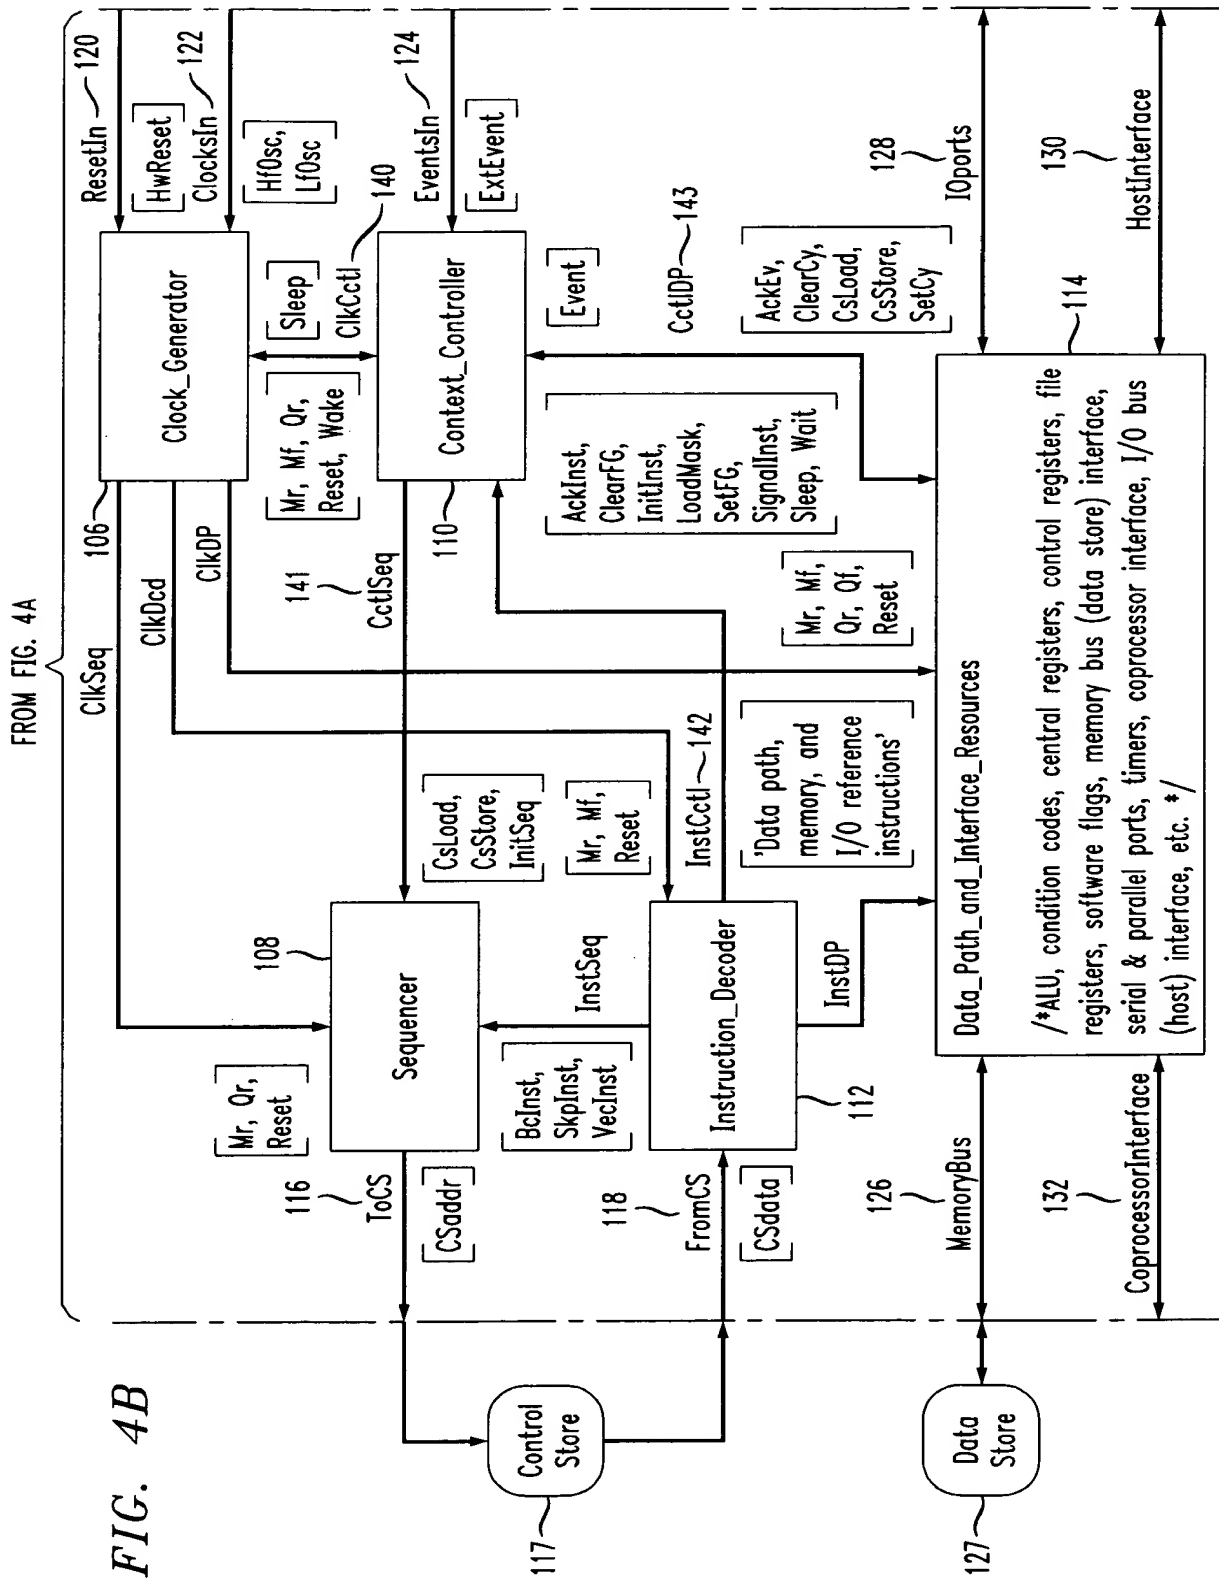 FIG. 4B
FROM FIG. 4A
ResetIn
120
HwReset
ClocksIn
122
HfOsc,
LfOsc
EventsIn
124
ExtEvent
Clock_Generator
106
ClkSeq
ClkDcd
ClkDP
Sleep
ClkCctl
140
Mr, Mf, Qr,
Reset, Wake
Context_Controller
110
141
CctlSeq
Event
CctlDP
143
AckEv,
ClearCy,
CsLoad,
CsStore,
SetCy
AckInst,
ClearFG,
InitInst,
LoadMask,
SetFG,
SignalInst,
Sleep, Wait
Mr, Mf,
Qr, Qf,
Reset
CsLoad,
CsStore,
InitSeq
Mr, Mf,
Reset
InstCctl
142
'Data path,
memory, and
I/O reference
instructions'
Sequencer
108
Mr, Qr,
Reset
116
ToCS
CSaddr
InstSeq
BcInst,
SkpInst,
VecInst
Instruction_Decoder
112
InstDP
118
FromCS
CSdata
Control
Store
117
128
IOports
130
HostInterface
114
Data_Path_and_Interface_Resources
/*ALU, condition codes, central registers, control registers, file
registers, software flags, memory bus (data store) interface,
serial & parallel ports, timers, coprocessor interface, I/O bus
(host) interface, etc. */
126
MemoryBus
132
CoprocessorInterface
Data
Store
127